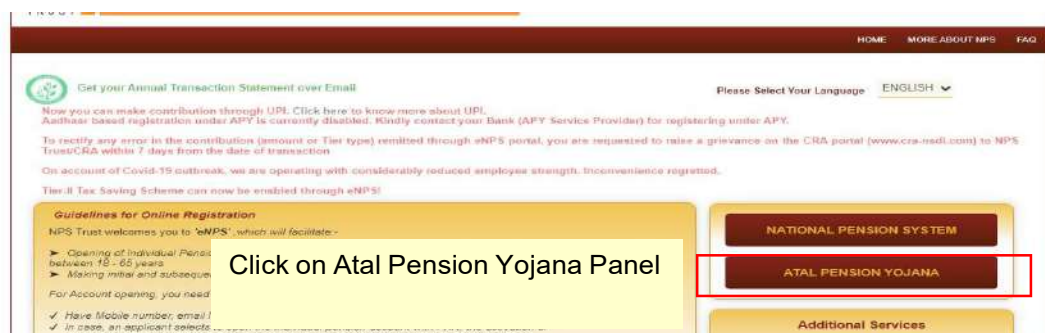 HOME MORE ABOUT NPS FAQ
Get your Annual Transaction Statement over Email
Please Select Your Language ENGLISH
Now you can make contribution through UPI. Click here to know more about UPI.
Aadhaar based registration under APY is currently disabled. Kindly contact your Bank (APY Service Provider) for registering under APY.
To rectify any error in the contribution (amount or Tier type) remitted through eNPS portal, you are requested to raise a grievance on the CRA portal (www.cra-nsdl.com) to NPS
Trust/CRA within 7 days from the date of transaction
On account of Covid-19 outbreak, we are operating with considerably reduced employee strength. Inconvenience regretted.
Tier.II Tax Saving Scheme can now be enabled through eNPS!
Guidelines for Online Registration
NPS Trust welcomes you to 'eNPS' ,which will facilitate:-
➤ Opening of Individual
between 18 - 65 years
➤ Making initial and
For Account opening, you need
✓ Have Mobile number, email
✓ In case, an applicant selects
Click on Atal Pension Yojana Panel
NATIONAL PENSION SYSTEM
ATAL PENSION YOJANA
Additional Services